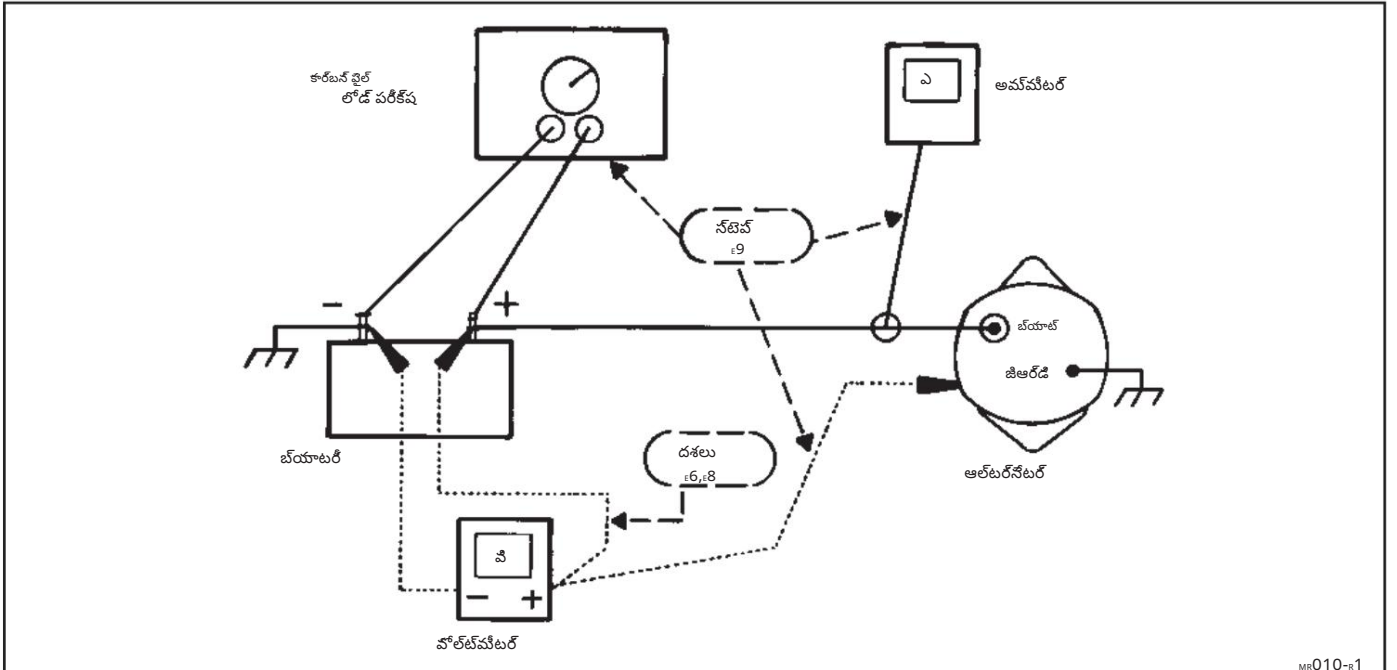 కార్బన్ పైల్
లోడ్ పరీక్ష
ఎ
అమ్మీటర్
స్టెప్
E9
−
+
బ్యాట్
జీఆర్‌డి
బ్యాటరీ
దశలు
E6,E8
ఆల్టర్నేటర్
వి
− +
వోల్ట్‌మీటర్
MR010-R1